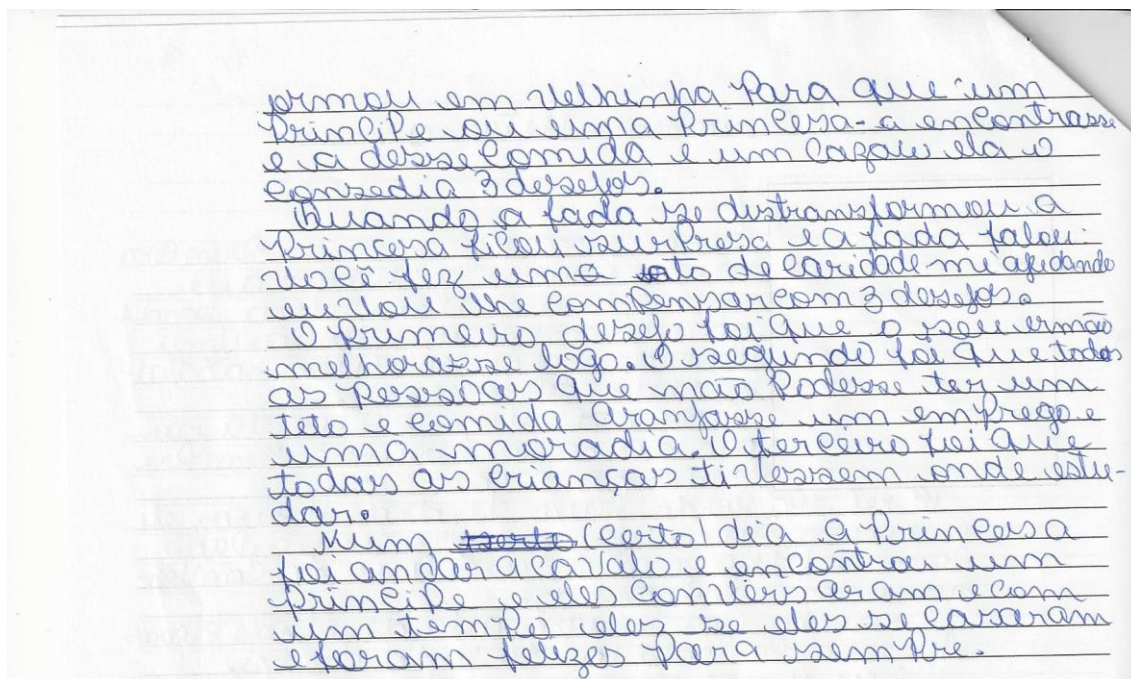 ormou em velhinha para que um
principe ou uma princesa - a encontrasse
e a desse comida e um cazaco ela o
consedia 3 desejos.
Quando a fada se distransformou a
princesa ficou surpresa e a fada falou:
você fez uma ato de caridade mi ajudando
eu vou lhe compensar com 3 desejos.
O primeiro desejo foi que o seu irmão
melhorasse logo. O segundo foi que todas
as pessoas que não podesse ter um
teto e comida aranjasse um emprego e
uma moradia. O terceiro foi que
todas as crianças tivessem onde estu-
dar.
Num (certo) dia a princesa
foi andar a cavalo e encontrou um
principe e eles conversaram e com
um tempo eles se eles se casaram
e foram felizes para sempre.